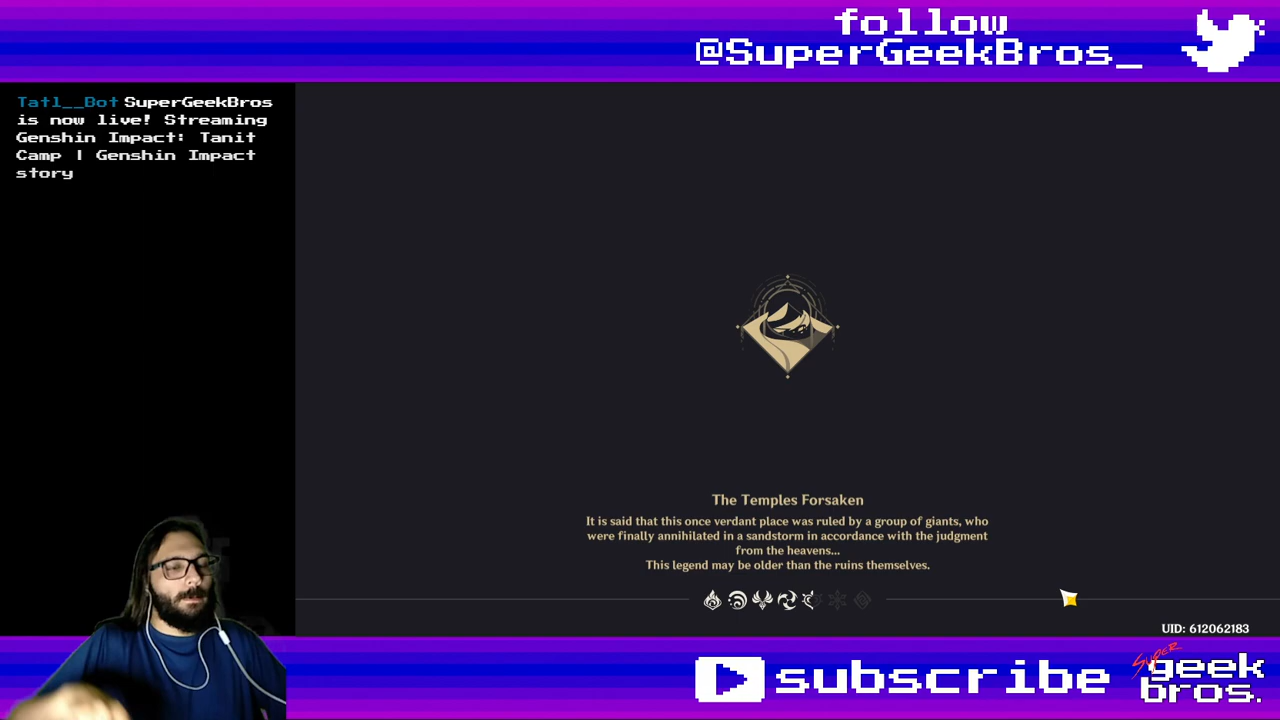 follow
@SuperGeekBros_
Tatl__Bot SuperGeekBros
is now live! Streaming
Genshin Impact: Tanit
Camp | Genshin Impact
story
The Temples Forsaken
It is said that this once verdant place was ruled by a group of giants, who
were finally annihilated in a sandstorm in accordance with the judgment
from the heavens...
This legend may be older than the ruins themselves.
UID: 612062183
subscribe
SUPER
geek
bros.